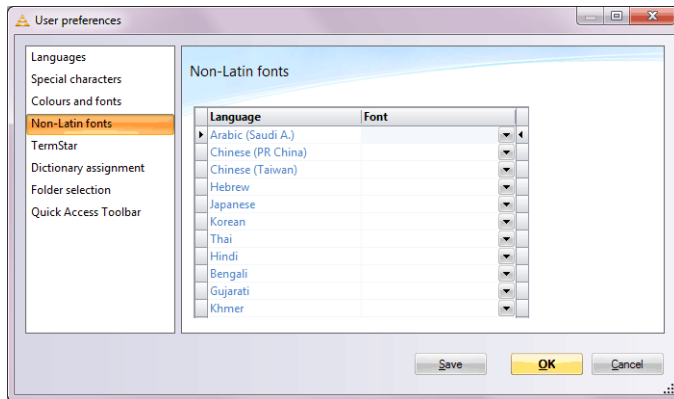 User preferences
Languages
Special characters
Colours and fonts
Non-Latin fonts
TermStar
Dictionary assignment
Folder selection
Quick Access Toolbar
Non-Latin fonts
Language Font
Arabic (Saudi A.)
Chinese (PR China)
Chinese (Taiwan)
Hebrew
Japanese
Korean
Thai
Hindi
Bengali
Gujarati
Khmer
Save OK Cancel